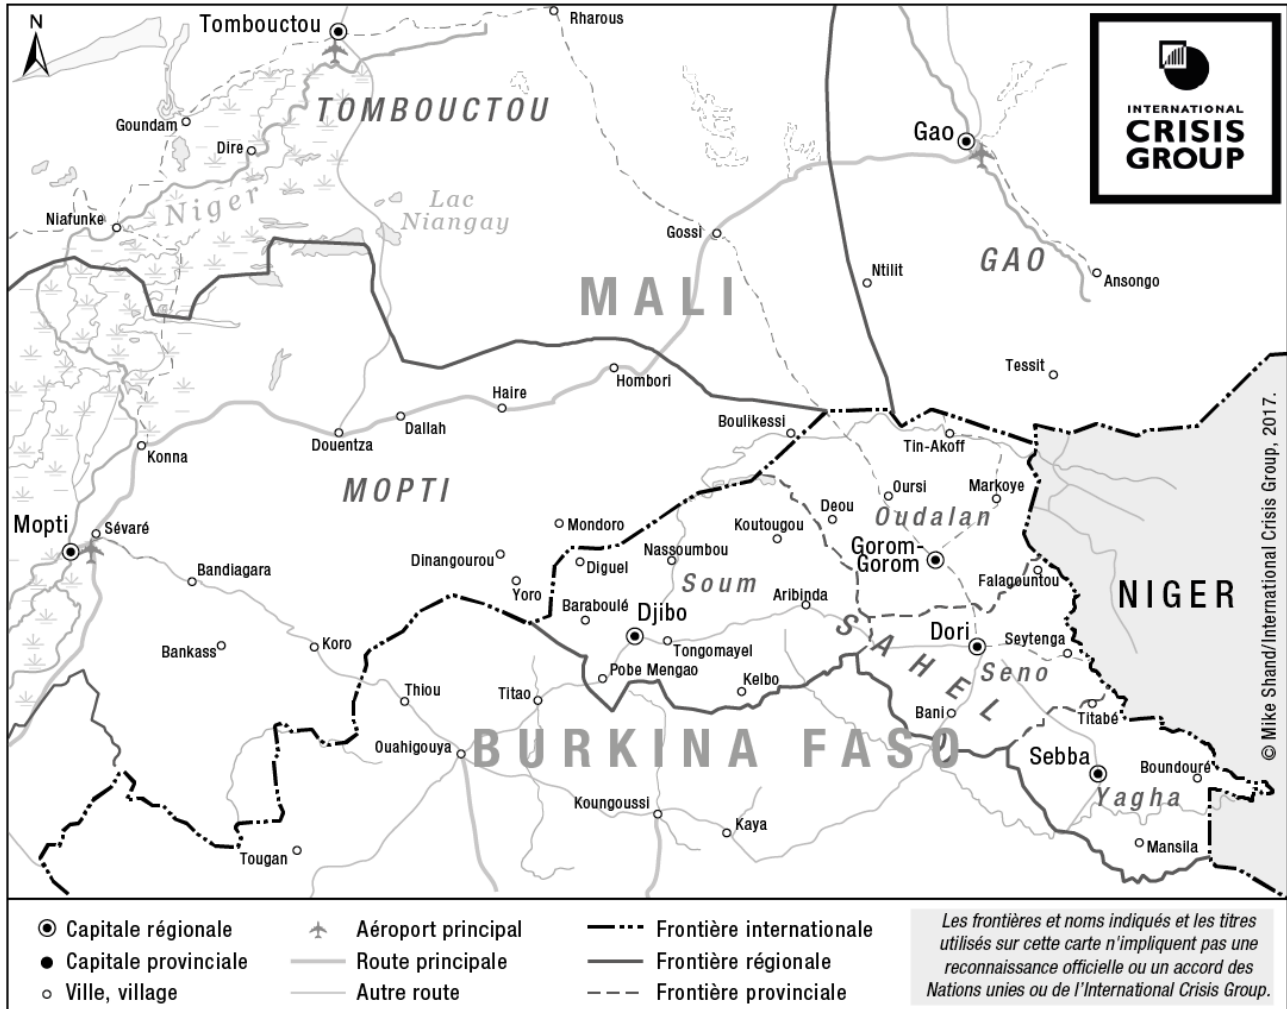 N
Tombouctou
Rharous
INTERNATIONAL
CRISIS
GROUP
TOMBOUCTOU
Goundam
Gao
Dire
Niger
Lac
Niangay
Niafunke
Gossi
GAO
Ntilit
Ansongo
MALI
Tessit
Hombori
Haire
Dallah
Boulikessi
Douentza
Konna
Tin-Akoff
MOPTI
Oursi
Markoye
Deou
Oudalan
Mopti
Sévaré
Mondoro
Koutougou
Nassoumbou
Gorom-
Gorom
Dinangourou
Diguel
Bandiagara
Soum
Falagountou
NIGER
Yoro
Aribinda
Baraboulé
Djibo
SAHEL
Dori
Seytenga
Koro
Bankass
Tongomayel
Pobe Mengao
Seno
Kelbo
Thiou
Titao
Bani
Titabé
Ouahigouya
BURKINA FASO
Sebba
Boundouré
Yagha
Koungoussi
Kaya
Mansila
Tougan
© Mike Shand/International Crisis Group, 2017.
Capitale régionale
Capitale provinciale
Ville, village
Aéroport principal
Route principale
Autre route
Frontière internationale
Frontière régionale
Frontière provinciale
Les frontières et noms indiqués et les titres
utilisés sur cette carte n'impliquent pas une
reconnaissance officielle ou un accord des
Nations unies ou de l'International Crisis Group.